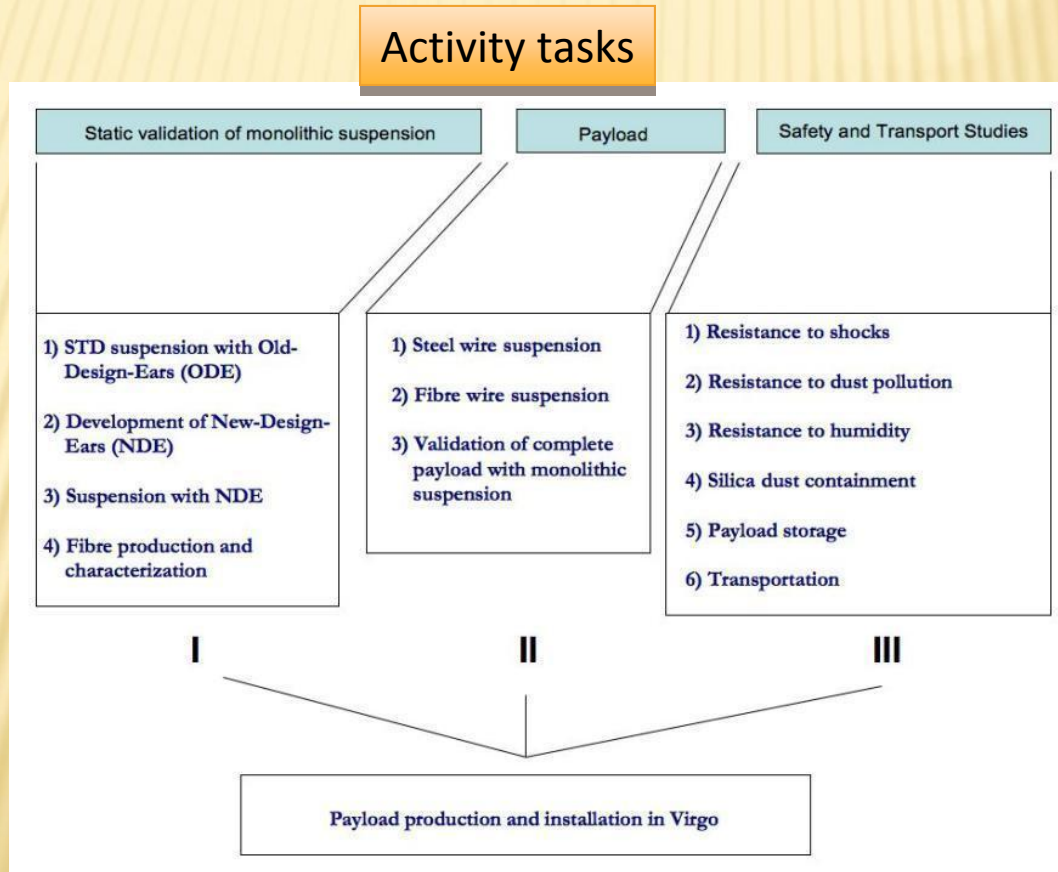 Activity tasks
Static validation of monolithic suspension
Payload
Safety and Transport Studies
1) STD suspension with Old-
Design-Ears (ODE)
2) Development of New-Design-
Ears (NDE)
3) Suspension with NDE
4) Fibre production and
characterization
1) Steel wire suspension
2) Fibre wire suspension
3) Validation of complete
payload with monolithic
suspension
1) Resistance to shocks
2) Resistance to dust pollution
3) Resistance to humidity
4) Silica dust containment
5) Payload storage
6) Transportation
I
II
III
Payload production and installation in Virgo